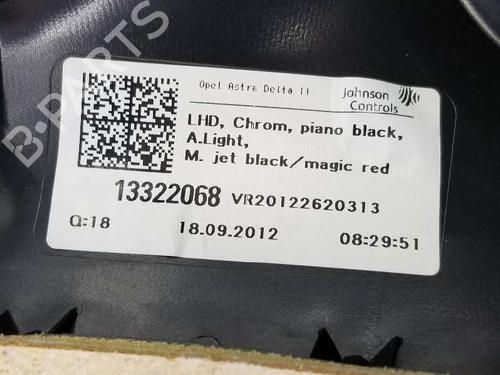 Opel Astra Delta II
Johnson
Controls
LHD, Chrom, piano black,
A.Light,
M. jet black/magic red
13322068 VR20122620313
Q:18
18.09.2012
08:29:51
B-PARTS